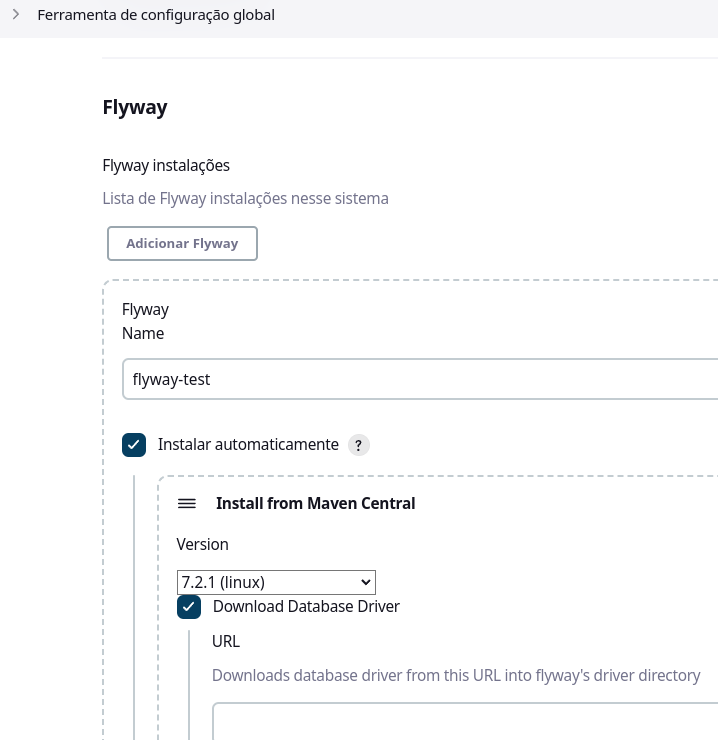 Ferramenta de configuração global
Flyway
Flyway instalações
Lista de Flyway instalações nesse sistema
Adicionar Flyway
Flyway
Name
flyway-test
Instalar automaticamente ?
Install from Maven Central
Version
7.2.1 (linux)
Download Database Driver
URL
Downloads database driver from this URL into flyway's driver directory